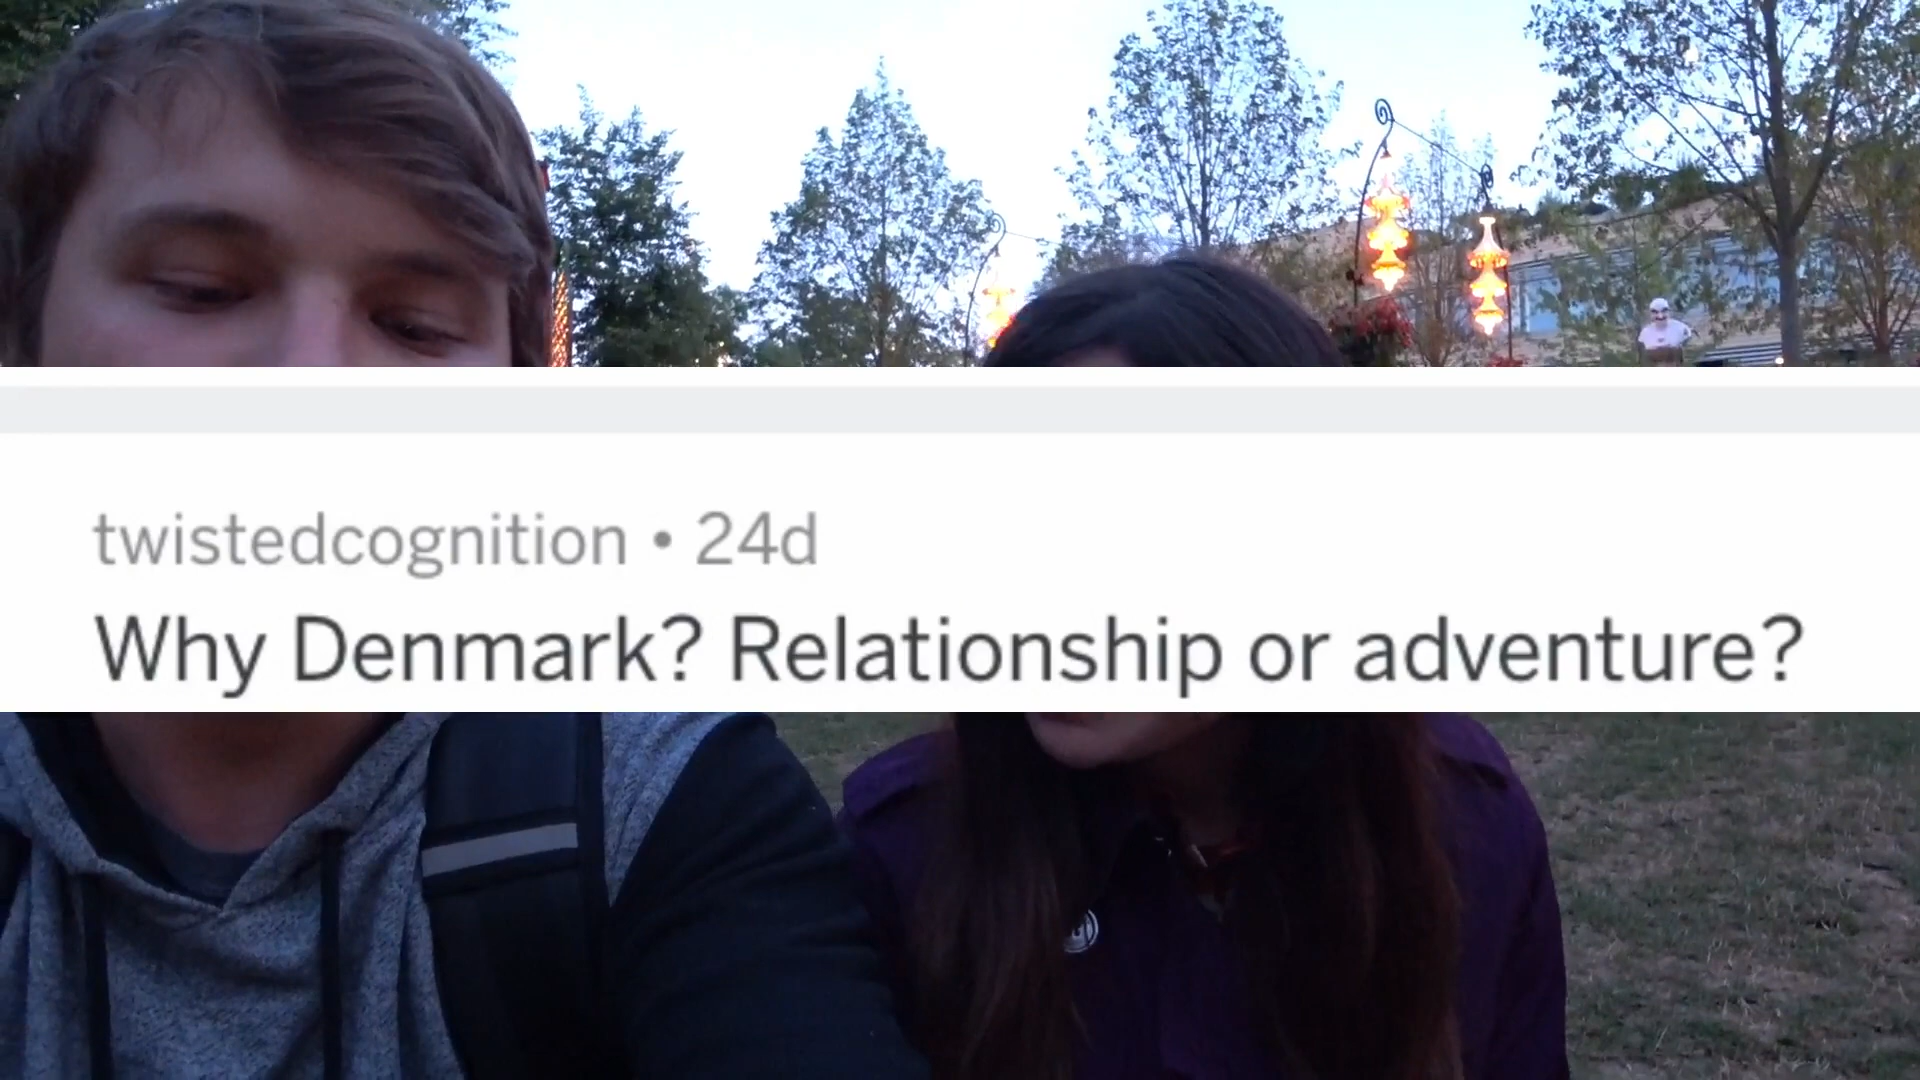 twistedcognition • 24d
Why Denmark? Relationship or adventure?